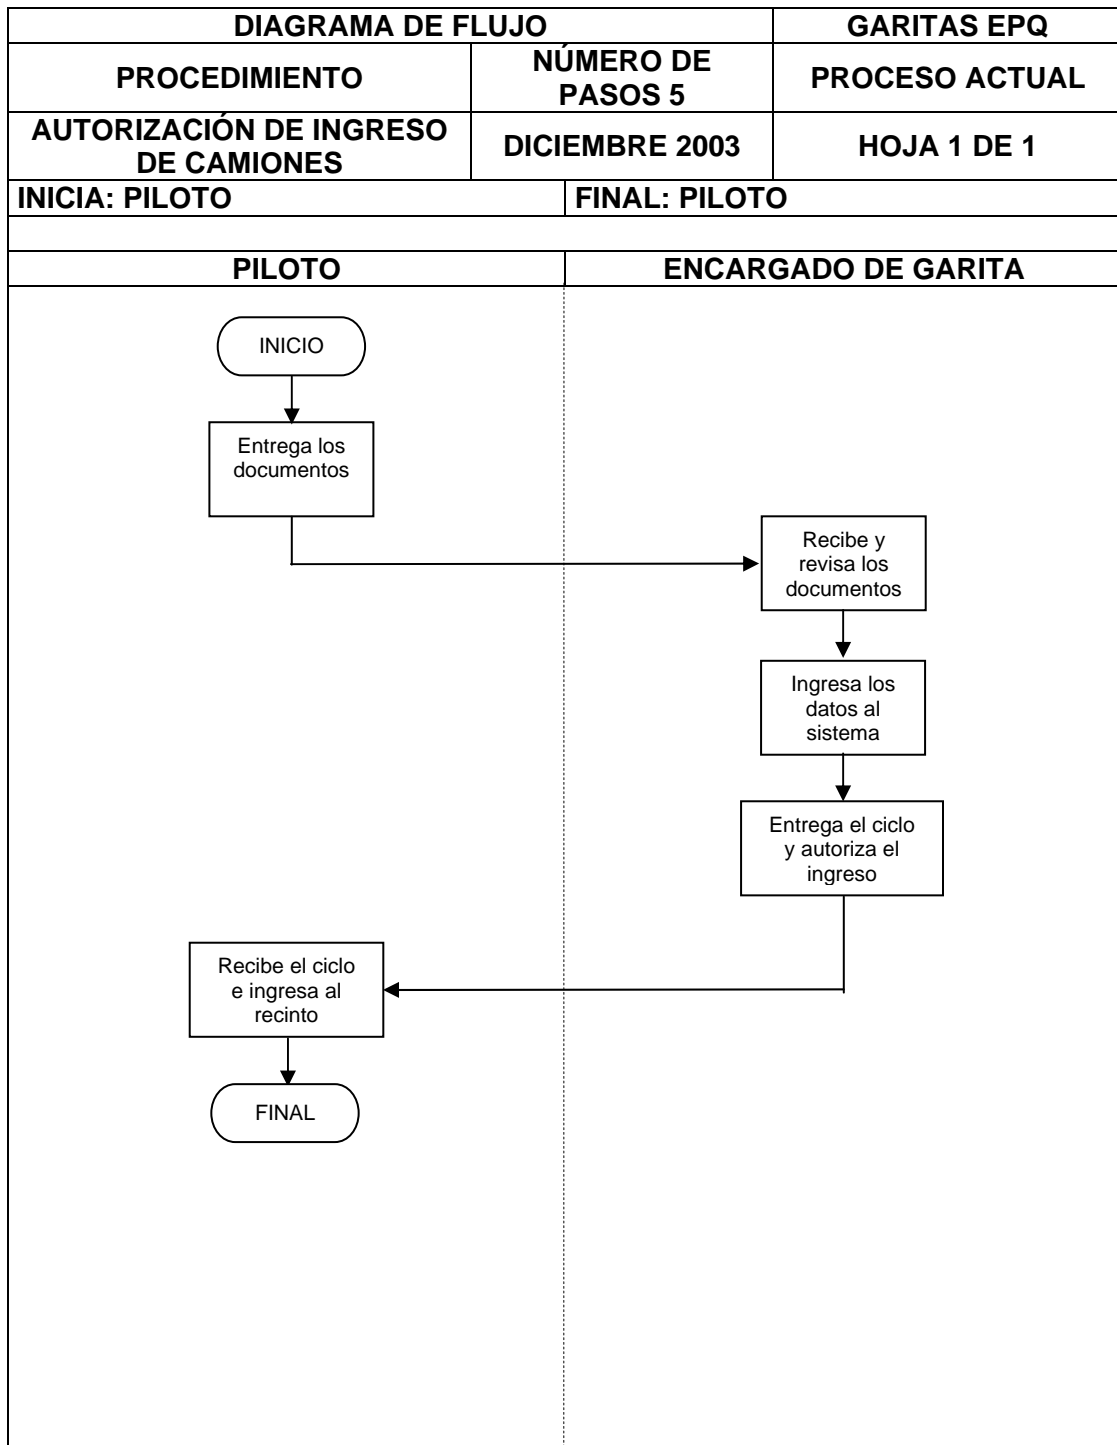 DIAGRAMA DE FLUJO
GARITAS EPQ
PROCEDIMIENTO
NÚMERO DE
PASOS 5
PROCESO ACTUAL
AUTORIZACIÓN DE INGRESO
DE CAMIONES
DICIEMBRE 2003
HOJA 1 DE 1
INICIA: PILOTO
FINAL: PILOTO
PILOTO
ENCARGADO DE GARITA
INICIO
Entrega los
documentos
Recibe y
revisa los
documentos
Ingresa los
datos al
sistema
Entrega el ciclo
y autoriza el
ingreso
Recibe el ciclo
e ingresa al
recinto
FINAL